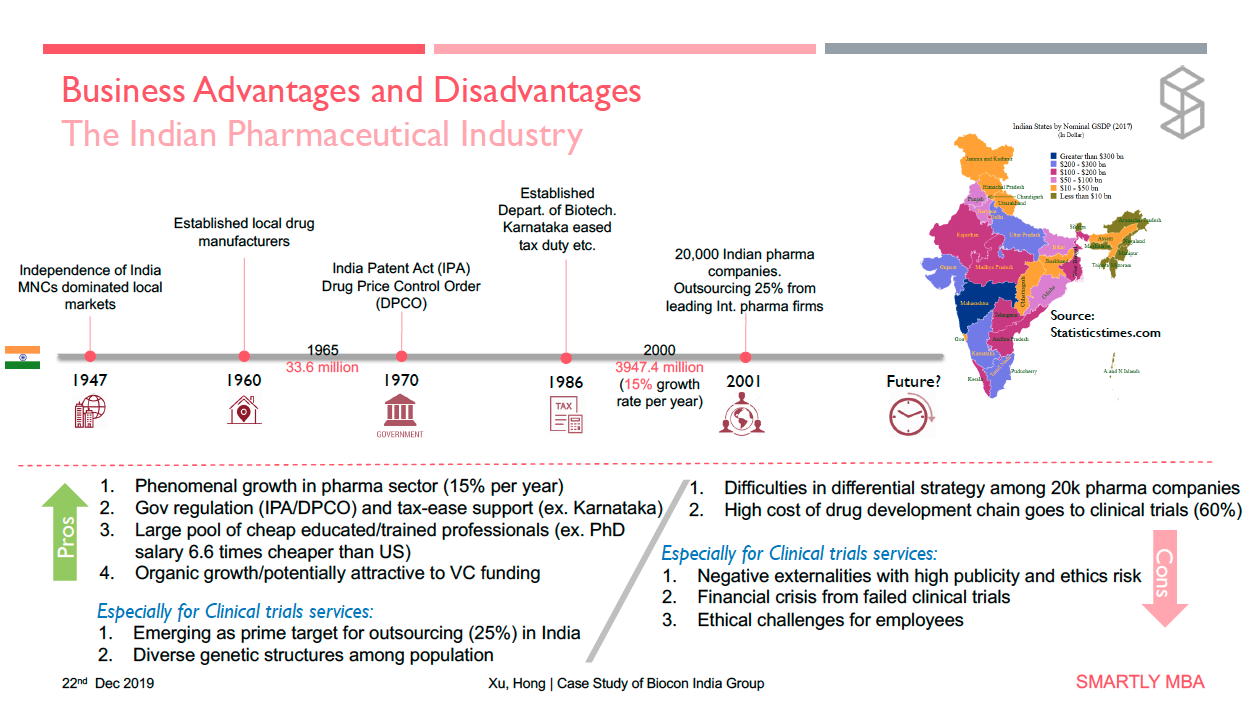 Business Advantages and Disadvantages
The Indian Pharmaceutical Industry
Indian States by Nominal GSDP (2017)
(In Dollar)
Greater than $300 bn
$200 - $300 bn
$100 - $200 bn
$50 - $100 bn
$10 - $50 bn
Less than $10 bn
Jammu and Kashmir
Himachal Pradesh
Punjab
Chandigarh
Uttarakhand
Delhi
Rajasthan
Uttar Pradesh
Bihar
Sikkim
Arunachal Pradesh
Assam
Nagaland
Manipur
Gujarat
Madhya Pradesh
Jharkhand
Chhattisgarh
Odisha
Maharashtra
Telangana
Goa
Andhra Pradesh
Karnataka
Puducherry
Kerala
A and N Islands
Source:
Statisticstimes.com
Independence of India
MNCs dominated local
markets
Established local drug
manufacturers
India Patent Act (IPA)
Drug Price Control Order
(DPCO)
Established
Depart. of Biotech.
Karnataka eased
tax duty etc.
20,000 Indian pharma
companies.
Outsourcing 25% from
leading Int. pharma firms
1965
33.6 million
2000
3947.4 million
(15% growth
rate per year)
1947
1960
1970
1986
2001
Future?
GOVERNMENT
TAX
Pros
1. Phenomenal growth in pharma sector (15% per year)
2. Gov regulation (IPA/DPCO) and tax-ease support (ex. Karnataka)
3. Large pool of cheap educated/trained professionals (ex. PhD
salary 6.6 times cheaper than US)
4. Organic growth/potentially attractive to VC funding
Especially for Clinical trials services:
1. Emerging as prime target for outsourcing (25%) in India
2. Diverse genetic structures among population
1. Difficulties in differential strategy among 20k pharma companies
2. High cost of drug development chain goes to clinical trials (60%)
Especially for Clinical trials services:
1. Negative externalities with high publicity and ethics risk
2. Financial crisis from failed clinical trials
3. Ethical challenges for employees
Cons
22nd Dec 2019
Xu, Hong | Case Study of Biocon India Group
SMARTLY MBA